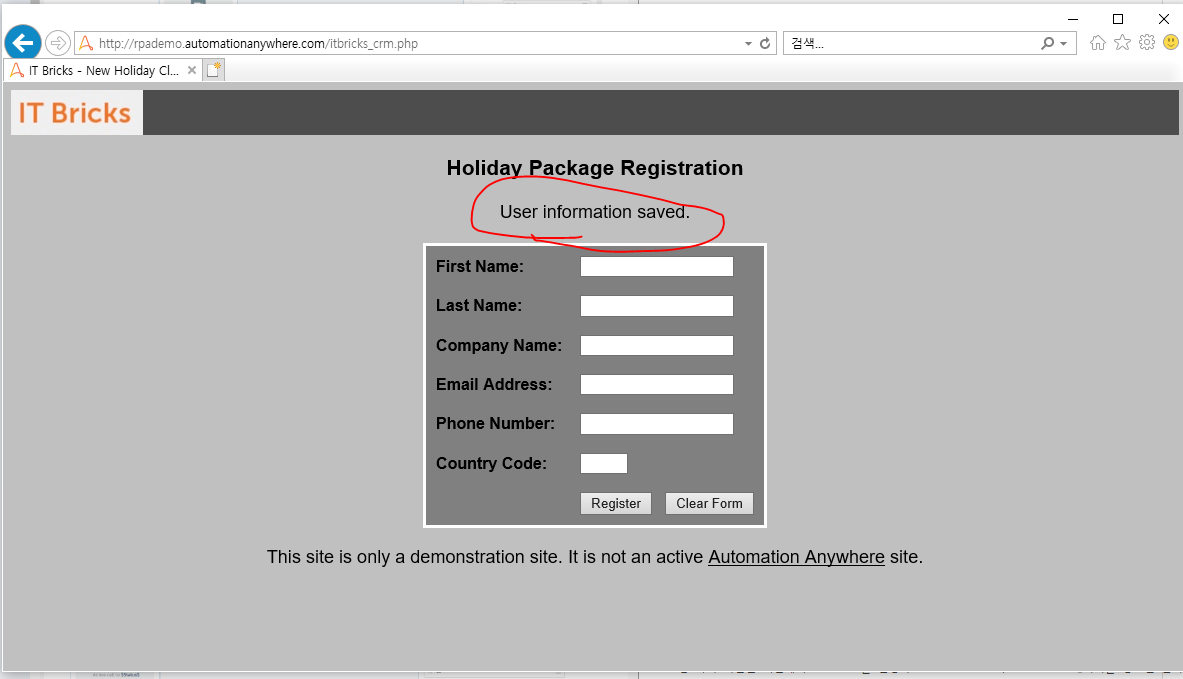 http://rpademo.automationanywhere.com/itbricks_crm.php
검색...
IT Bricks - New Holiday Cl...
IT Bricks
Holiday Package Registration
User information saved.
First Name:
Last Name:
Company Name:
Email Address:
Phone Number:
Country Code:
Register Clear Form
This site is only a demonstration site. It is not an active Automation Anywhere site.